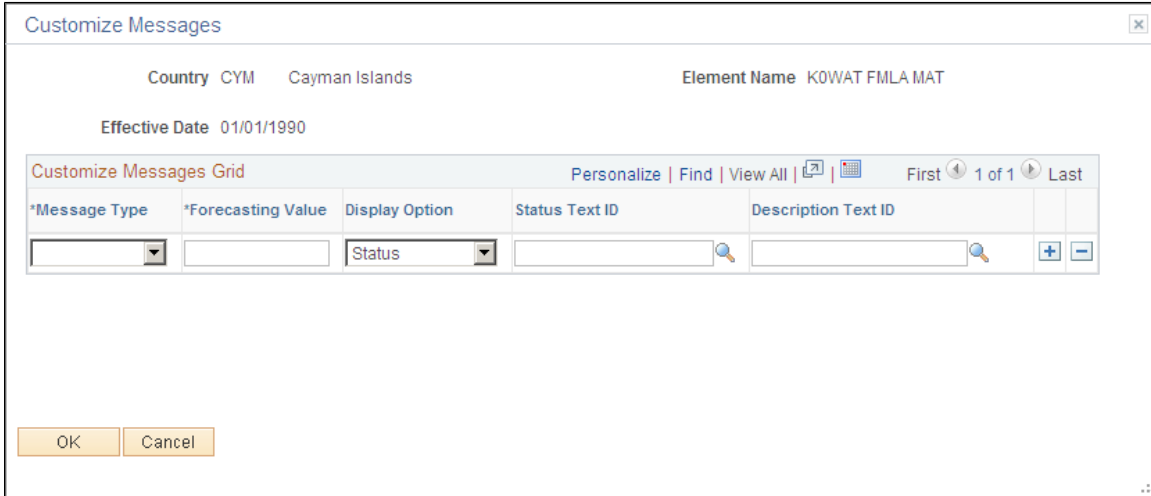 Customize Messages
Country CYM Cayman Islands Element Name K0WAT FMLA MAT
Effective Date 01/01/1990
Customize Messages Grid Personalize | Find | View All | | First 1 of 1 Last
*Message Type *Forecasting Value Display Option Status Text ID Description Text ID
Status
OK Cancel